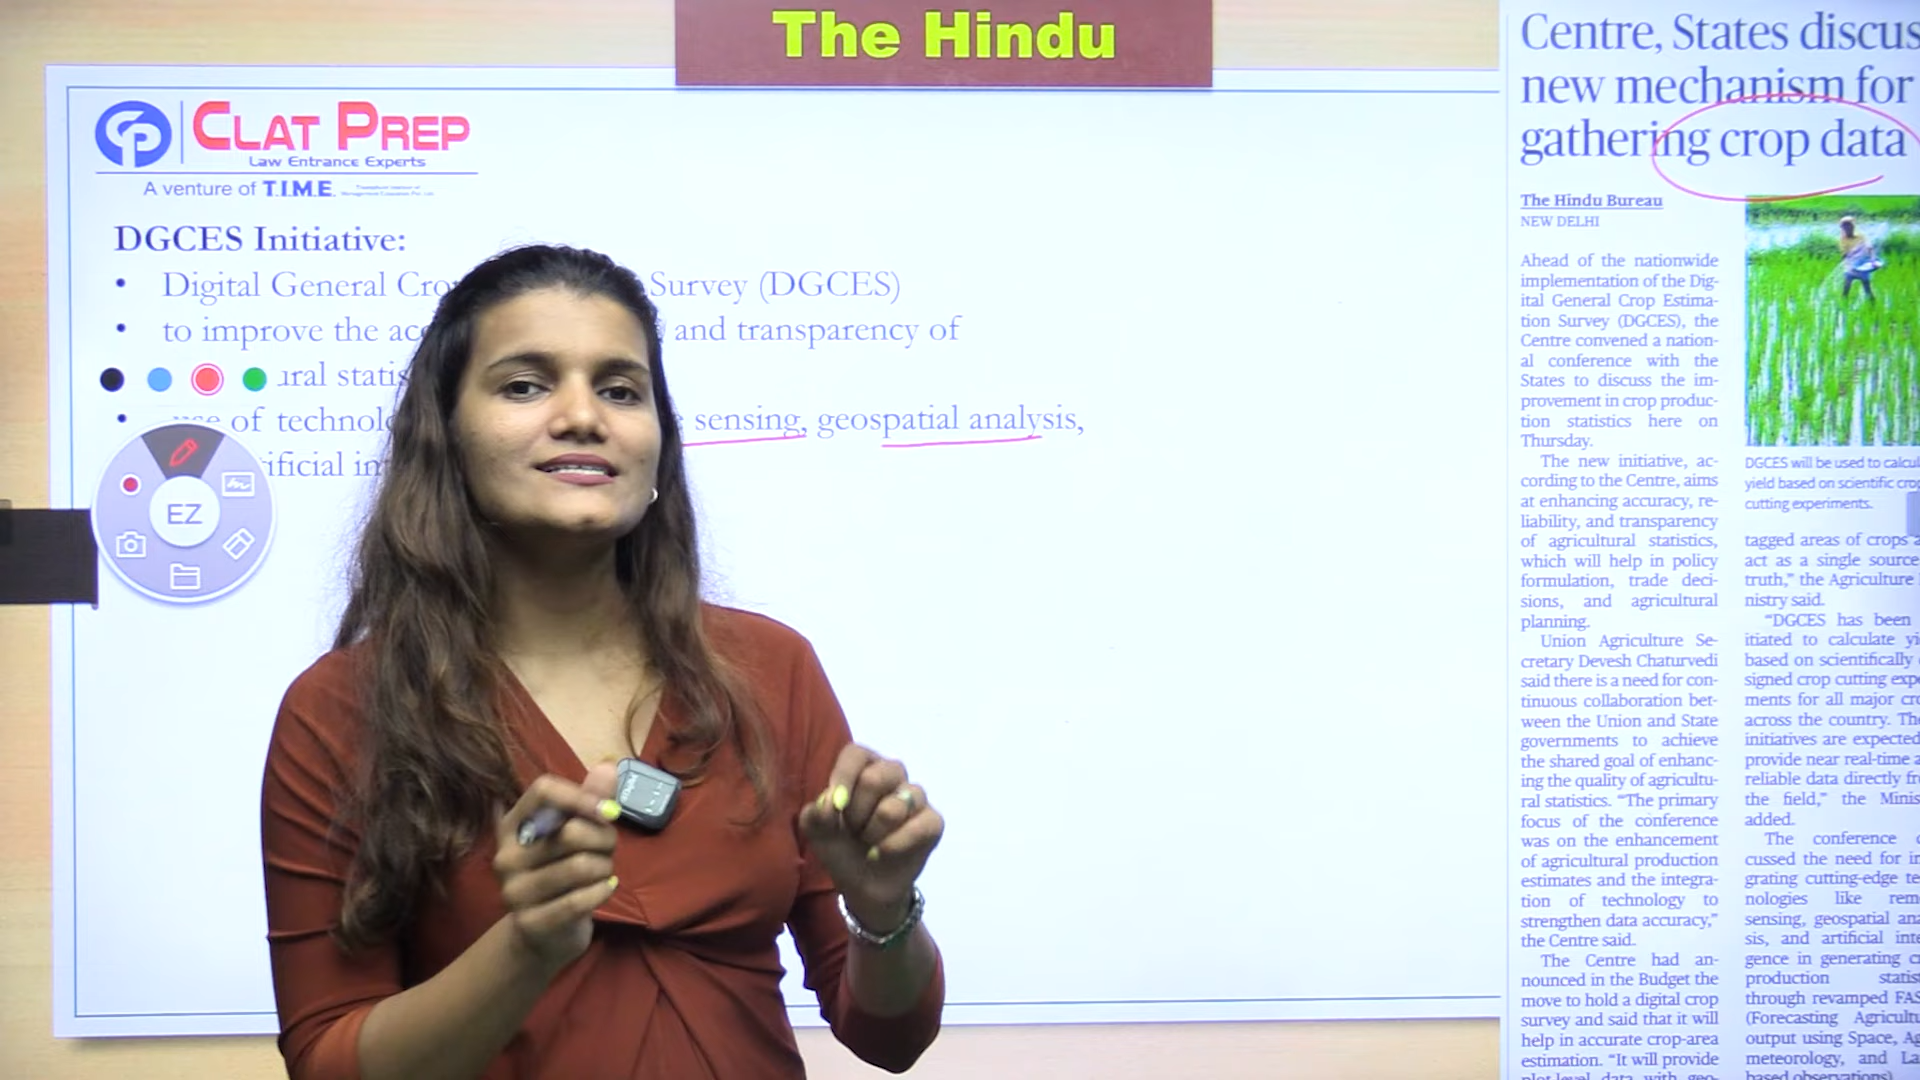 The Hindu
CLAT PREP
Law Entrance Experts
A venture of T.I.M.E.
DGCES Initiative:
• Digital General Cro Survey (DGCES)
• to improve the acc and transparency of
ural statis
• use of technolo sensing, geospatial analysis,
ificial in
EZ
Centre, States discus
new mechanism for
gathering crop data
The Hindu Bureau
NEW DELHI
Ahead of the nationwide
implementation of the Dig-
ital General Crop Estima-
tion Survey (DGCES), the
Centre convened a nation-
al conference with the
States to discuss the im-
provement in crop produc-
tion statistics here on
Thursday.
The new initiative, ac-
cording to the Centre, aims
at enhancing accuracy, re-
liability, and transparency
of agricultural statistics,
which will help in policy
formulation, trade deci-
sions, and agricultural
planning.
Union Agriculture Se-
cretary Devesh Chaturvedi
said there is a need for con-
tinuous collaboration bet-
ween the Union and State
governments to achieve
the shared goal of enhanc-
ing the quality of agricultu-
ral statistics. “The primary
focus of the conference
was on the enhancement
of agricultural production
estimates and the integra-
tion of technology to
strengthen data accuracy,”
the Centre said.
The Centre had an-
nounced in the Budget the
move to hold a digital crop
survey and said that it will
help in accurate crop-area
estimation. “It will provide
plot-level data with geo-
DGCES will be used to calcul
yield based on scientific crop
cutting experiments.
tagged areas of crops a
act as a single source
truth,” the Agriculture
nistry said.
“DGCES has been
itiated to calculate yi
based on scientifically
signed crop cutting expe
ments for all major cro
across the country. The
initiatives are expected
provide near real-time a
reliable data directly fr
the field,” the Minis
added.
The conference
cussed the need for in
grating cutting-edge te
nologies like rem
sensing, geospatial ana
sis, and artificial inte
gence in generating cr
production statist
through revamped FAS
(Forecasting Agricultu
output using Space, Ag
meteorology, and La
based observations)